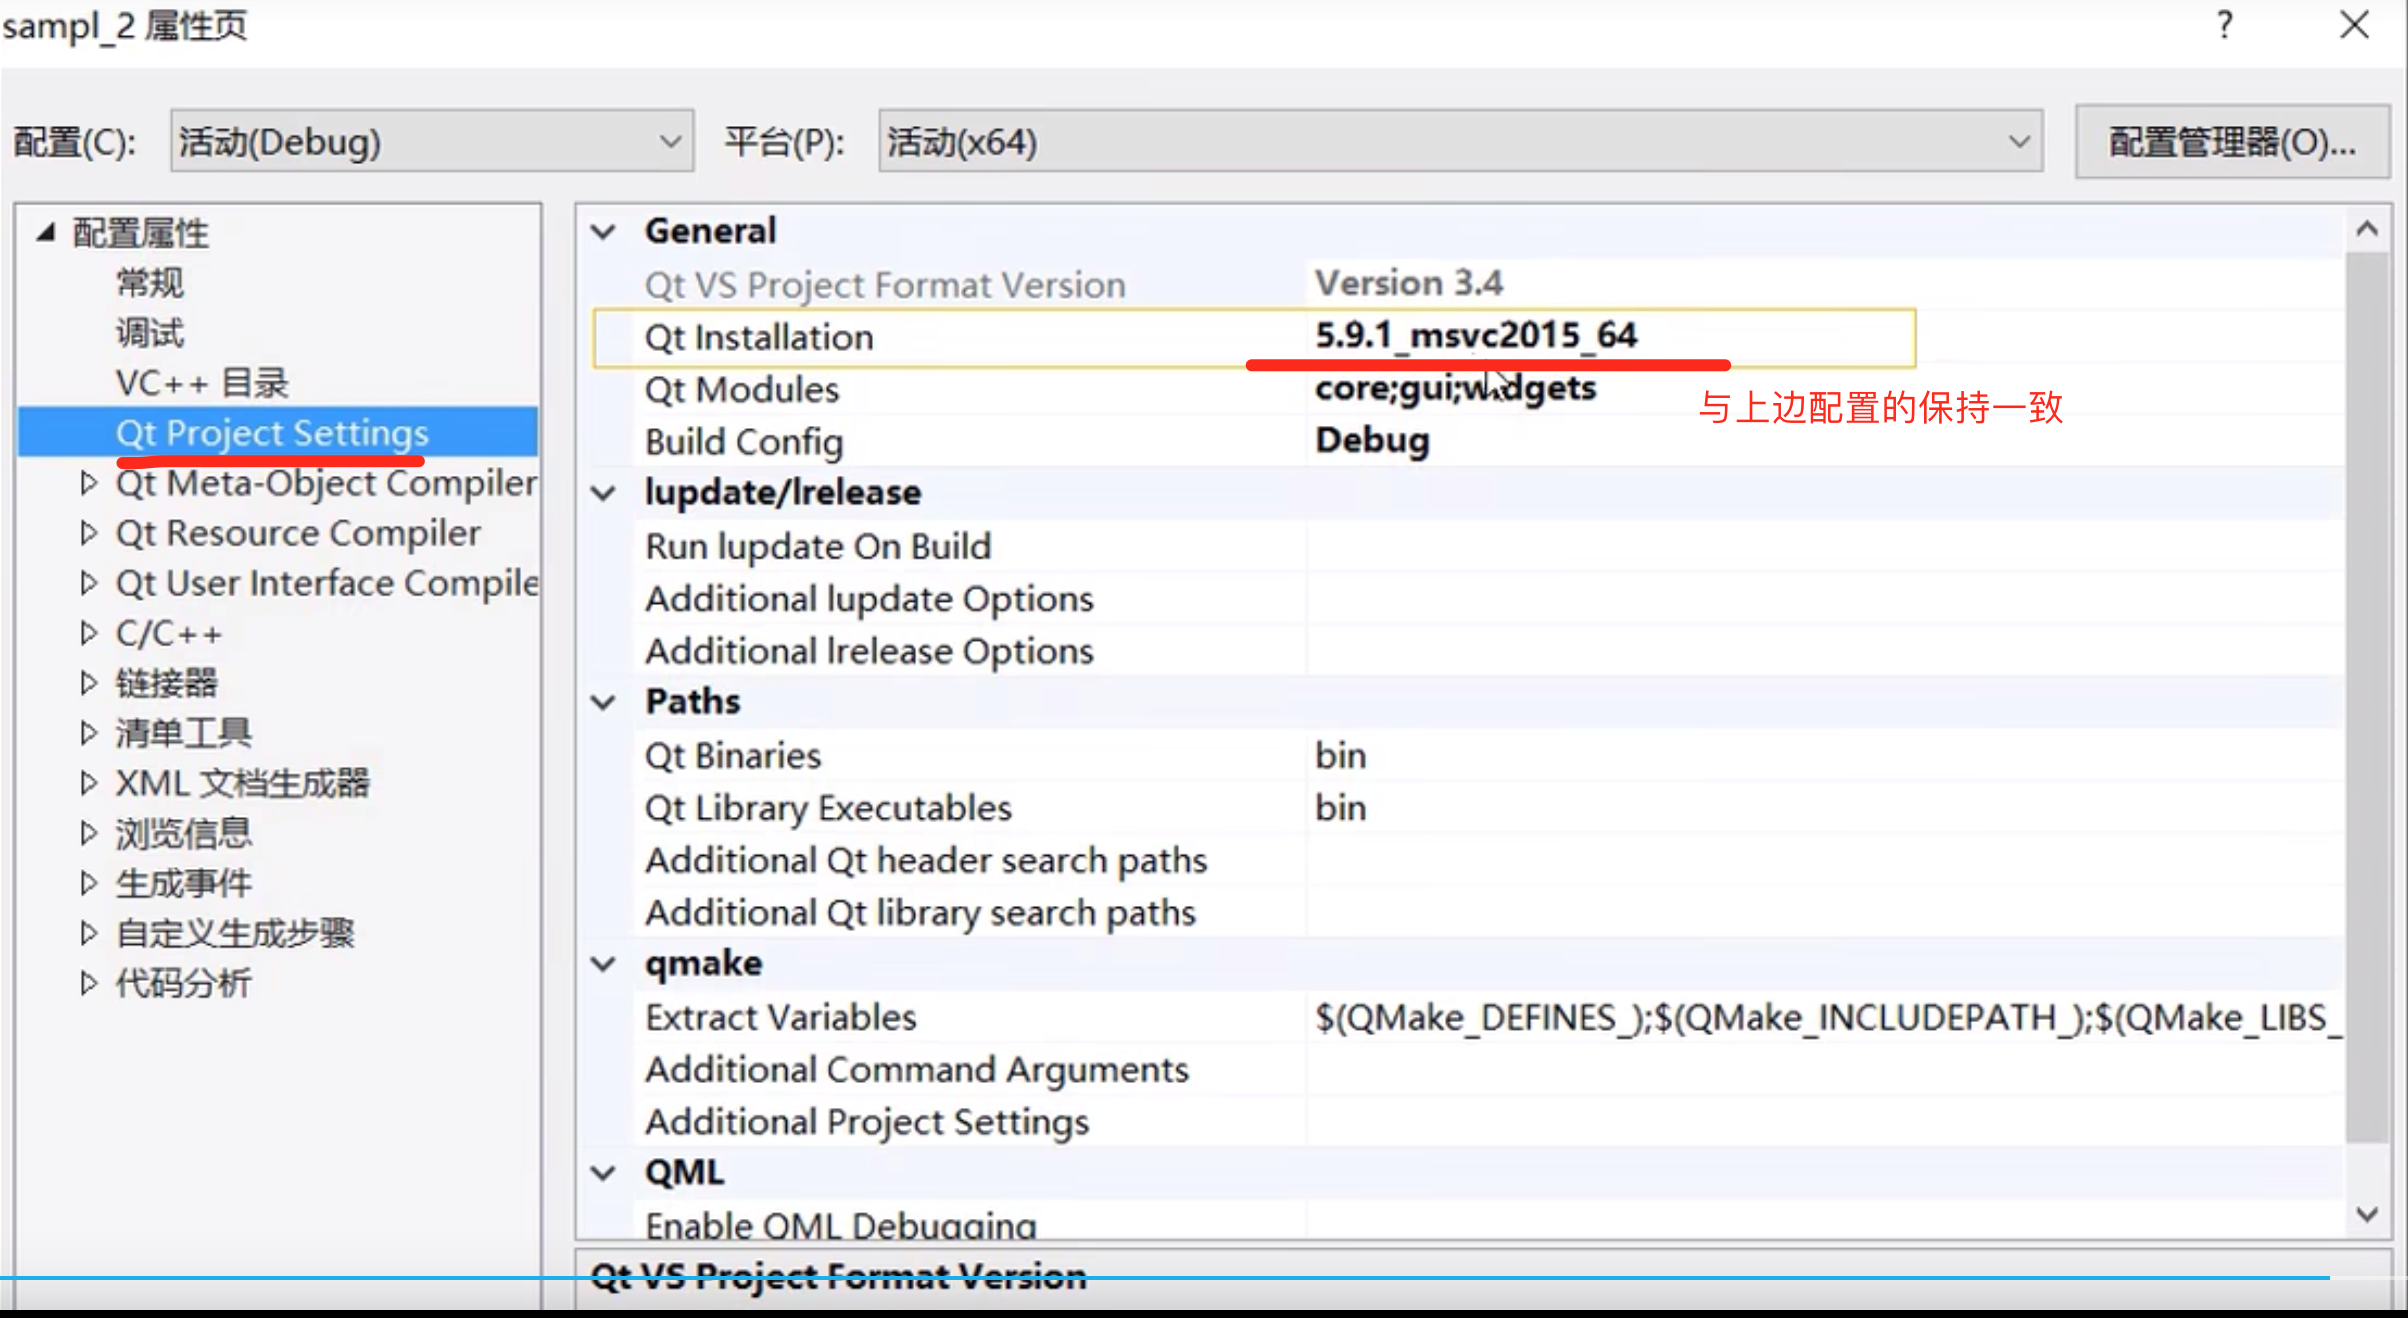 sampl_2 属性页
?
配置(C): 活动(Debug) 平台(P): 活动(x64) 配置管理器(O)...
配置属性
常规
调试
VC++ 目录
Qt Project Settings
Qt Meta-Object Compiler
Qt Resource Compiler
Qt User Interface Compile
C/C++
链接器
清单工具
XML 文档生成器
浏览信息
生成事件
自定义生成步骤
代码分析
General
Qt VS Project Format Version Version 3.4
Qt Installation 5.9.1_msvc2015_64
Qt Modules core;gui;widgets
与上边配置的保持一致
Build Config Debug
lupdate/lrelease
Run lupdate On Build
Additional lupdate Options
Additional lrelease Options
Paths
Qt Binaries bin
Qt Library Executables bin
Additional Qt header search paths
Additional Qt library search paths
qmake
Extract Variables $(QMake_DEFINES_);$(QMake_INCLUDEPATH_);$(QMake_LIBS_
Additional Command Arguments
Additional Project Settings
QML
Enable QML Debugging
Qt VS Project Format Version